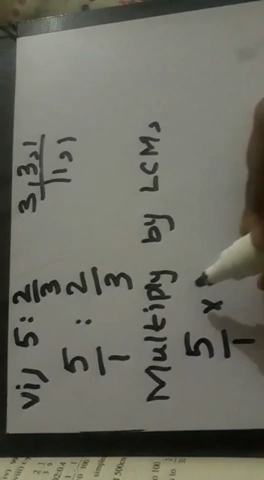 vi) 5 : 2/3
3 | 3, 1
1, 1
5/1 : 2/3
Multiply by LCM,
5/1 ×